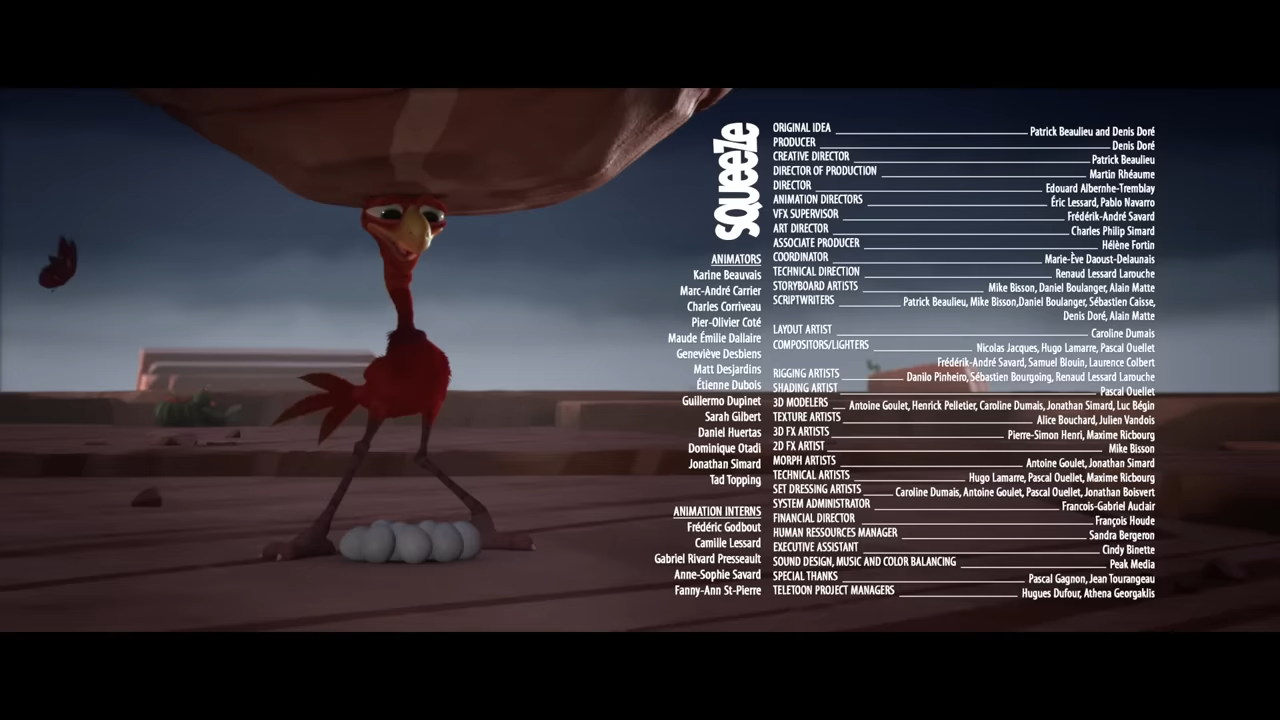 squeeze
ANIMATORS
Karine Beauvais
Marc-André Carrier
Charles Corriveau
Pier-Olivier Coté
Maude Émilie Dallaire
Geneviève Desbiens
Matt Desjardins
Étienne Dubois
Guillermo Dupinet
Sarah Gilbert
Daniel Huertas
Dominique Otadi
Jonathan Simard
Tad Topping
ANIMATION INTERNS
Frédéric Godbout
Camille Lessard
Gabriel Rivard Presseault
Anne-Sophie Savard
Fanny-Ann St-Pierre
ORIGINAL IDEA Patrick Beaulieu and Denis Doré
PRODUCER Denis Doré
CREATIVE DIRECTOR Patrick Beaulieu
DIRECTOR OF PRODUCTION Martin Rhéaume
DIRECTOR Edouard Albernhe-Tremblay
ANIMATION DIRECTORS Éric Lessard, Pablo Navarro
VFX SUPERVISOR Frédérik-André Savard
ART DIRECTOR Charles Philip Simard
ASSOCIATE PRODUCER Hélène Fortin
COORDINATOR Marie-Ève Daoust-Delaunais
TECHNICAL DIRECTION Renaud Lessard Larouche
STORYBOARD ARTISTS Mike Bisson, Daniel Boulanger, Alain Matte
SCRIPTWRITERS Patrick Beaulieu, Mike Bisson,Daniel Boulanger, Sébastien Caisse,
Denis Doré, Alain Matte
LAYOUT ARTIST Caroline Dumais
COMPOSITORS/LIGHTERS Nicolas Jacques, Hugo Lamarre, Pascal Ouellet
Frédérik-André Savard, Samuel Blouin, Laurence Colbert
RIGGING ARTISTS Danilo Pinheiro, Sébastien Bourgoing, Renaud Lessard Larouche
SHADING ARTIST Pascal Ouellet
3D MODELERS Antoine Goulet, Henrick Pelletier, Caroline Dumais, Jonathan Simard, Luc Bégin
TEXTURE ARTISTS Alice Bouchard, Julien Vandois
3D FX ARTISTS Pierre-Simon Henri, Maxime Ricbourg
2D FX ARTIST Mike Bisson
MORPH ARTISTS Antoine Goulet, Jonathan Simard
TECHNICAL ARTISTS Hugo Lamarre, Pascal Ouellet, Maxime Ricbourg
SET DRESSING ARTISTS Caroline Dumais, Antoine Goulet, Pascal Ouellet, Jonathan Boisvert
SYSTEM ADMINISTRATOR Francois-Gabriel Auclair
FINANCIAL DIRECTOR François Houde
HUMAN RESSOURCES MANAGER Sandra Bergeron
EXECUTIVE ASSISTANT Cindy Binette
SOUND DESIGN, MUSIC AND COLOR BALANCING Peak Media
SPECIAL THANKS Pascal Gagnon, Jean Tourangeau
TELETOON PROJECT MANAGERS Hugues Dufour, Athena Georgaklis